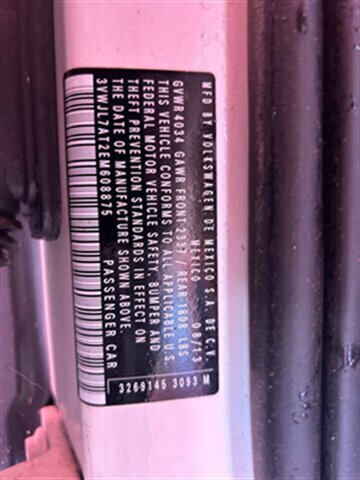 MFD BY VOLKSWAGEN DE MEXICO S.A. DE C.V.
MEXICO 08/13
GVWR 4034 GAWR FRONT 2337 / REAR 1808 LBS
THIS VEHICLE CONFORMS TO ALL APPLICABLE U S
FEDERAL MOTOR VEHICLE SAFETY, BUMPER AND
THEFT PREVENTION STANDARDS IN EFFECT ON
THE DATE OF MANUFACTURE SHOWN ABOVE.
3VWJL7AT2EM608875 PASSENGER CAR
3269145 3093 M